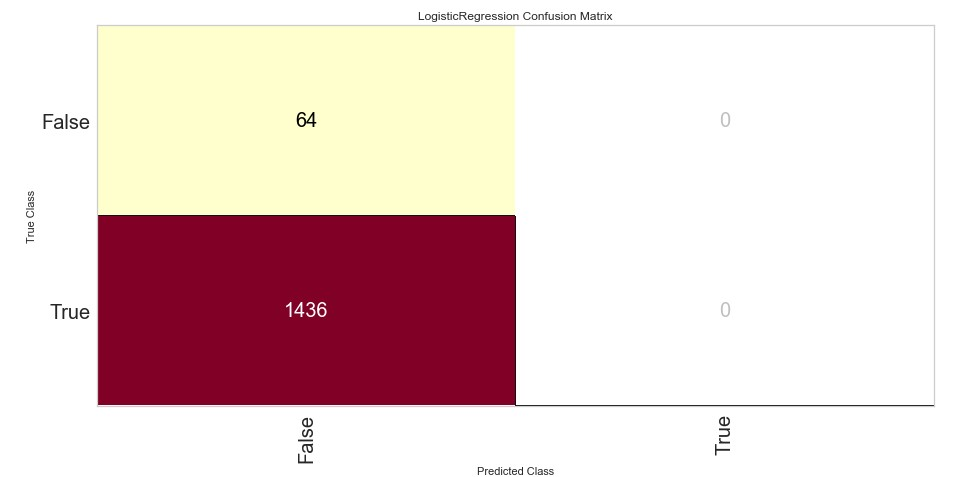 LogisticRegression Confusion Matrix
False
64
0
True Class
True
1436
0
False
True
Predicted Class